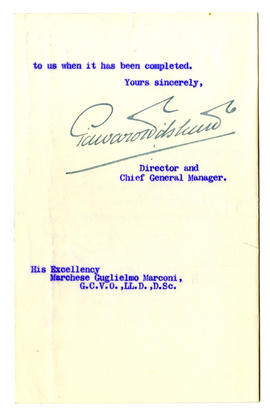 to us when it has been completed.
Yours sincerely,
Director and
Chief General Manager.
His Excellency
Marchese Guglielmo Marconi,
G.C.V.O.,LL.D.,D.Sc.